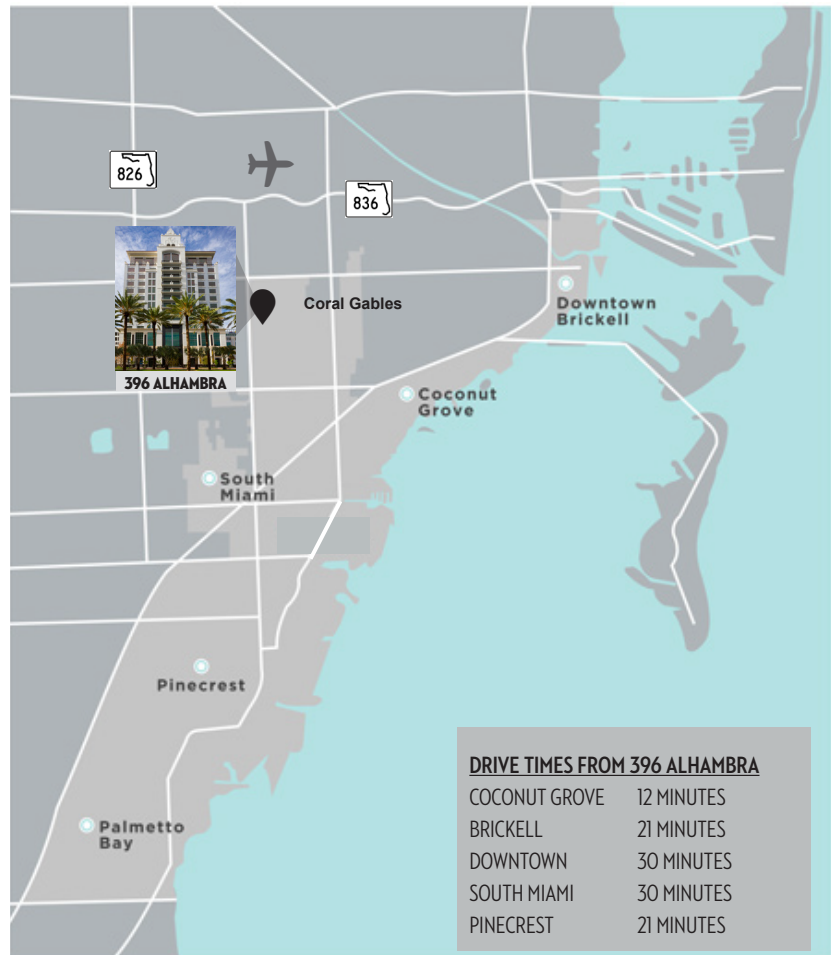 826
836
Coral Gables
Downtown
Brickell
396 ALHAMBRA
Coconut
Grove
South
Miami
Pinecrest
Palmetto
Bay
DRIVE TIMES FROM 396 ALHAMBRA
COCONUT GROVE 12 MINUTES
BRICKELL 21 MINUTES
DOWNTOWN 30 MINUTES
SOUTH MIAMI 30 MINUTES
PINECREST 21 MINUTES